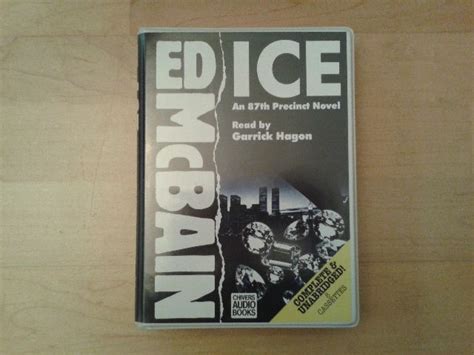 ED McBAIN
ICE
An 87th Precinct Novel
Read by
Garrick Hagon
COMPLETE &
UNABRIDGED!
CASSETTES
CHIVERS
AUDIO
BOOKS